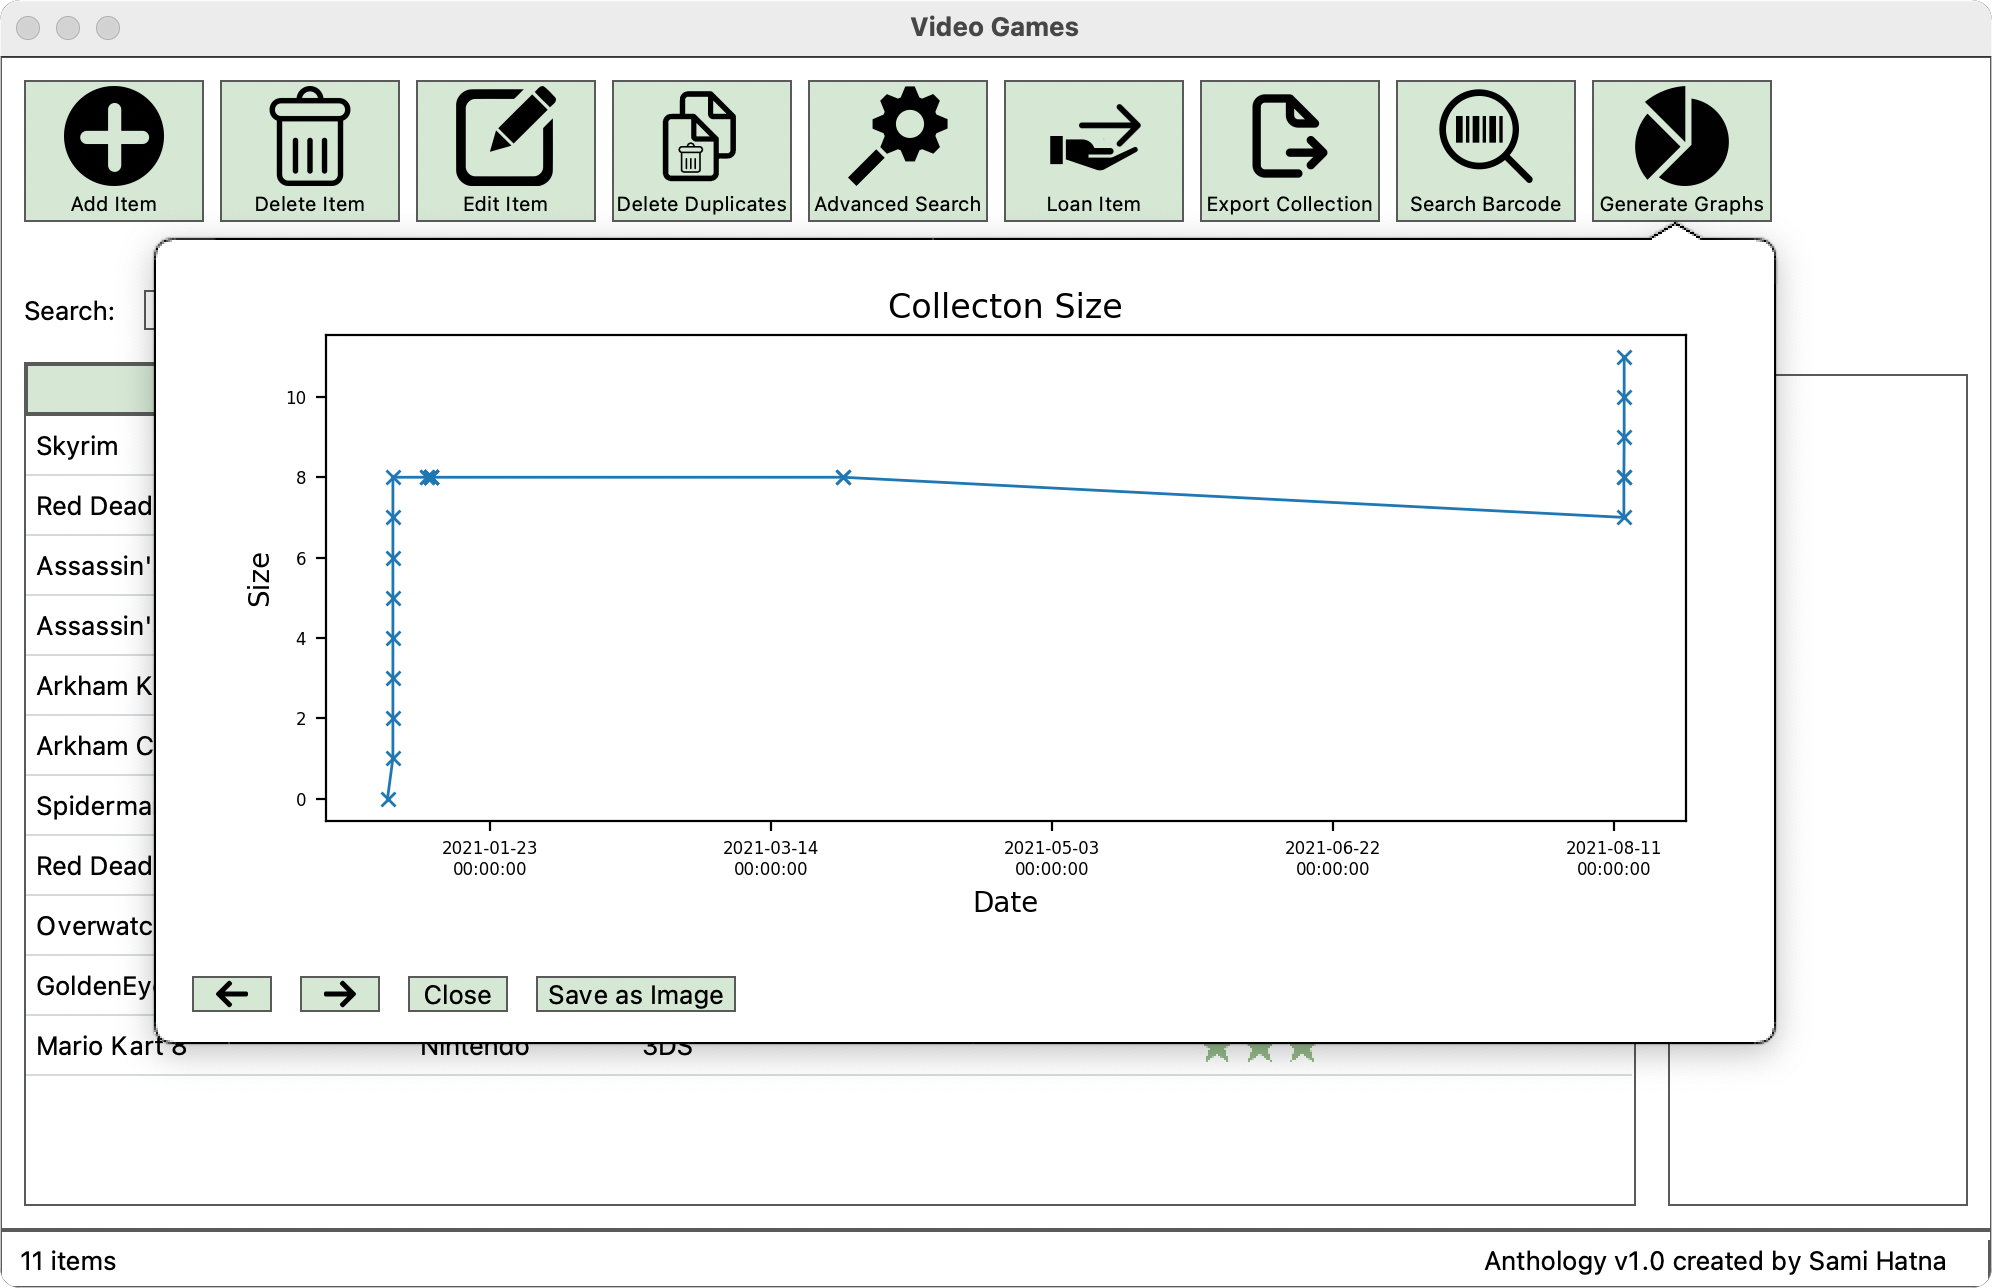 Video Games
Add Item
Delete Item
Edit Item
Delete Duplicates
Advanced Search
Loan Item
Export Collection
Search Barcode
Generate Graphs
Search:
Collecton Size
10
8
6
4
2
0
Size
2021-01-23
00:00:00
2021-03-14
00:00:00
2021-05-03
00:00:00
2021-06-22
00:00:00
2021-08-11
00:00:00
Date
Close
Save as Image
Skyrim
Red Dead
Assassin'
Assassin'
Arkham K
Arkham C
Spiderma
Red Dead
Overwatc
GoldenEy
Mario Kart 8 Nintendo 3DS
11 items
Anthology v1.0 created by Sami Hatna